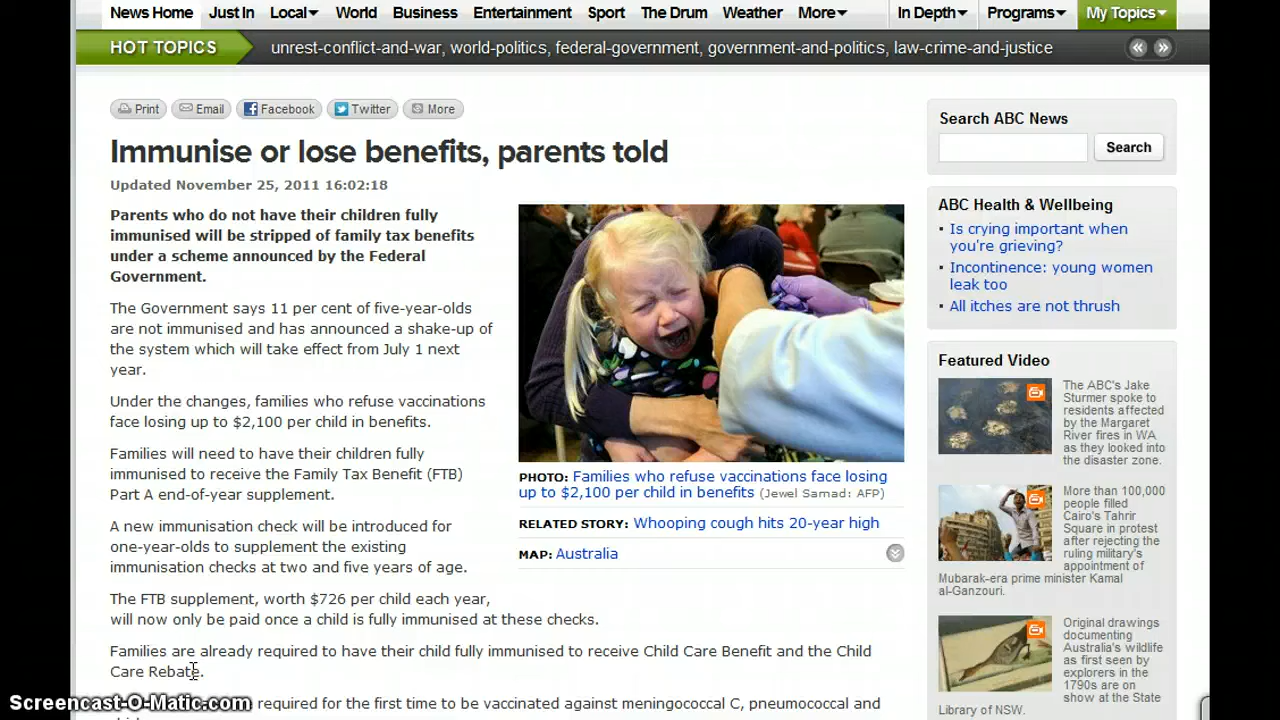 News Home Just In Local World Business Entertainment Sport The Drum Weather More In Depth Programs My Topics
HOT TOPICS unrest-conflict-and-war, world-politics, federal-government, government-and-politics, law-crime-and-justice
Print Email Facebook Twitter More
Immunise or lose benefits, parents told
Updated November 25, 2011 16:02:18
Parents who do not have their children fully
immunised will be stripped of family tax benefits
under a scheme announced by the Federal
Government.
The Government says 11 per cent of five-year-olds
are not immunised and has announced a shake-up of
the system which will take effect from July 1 next
year.
Under the changes, families who refuse vaccinations
face losing up to $2,100 per child in benefits.
Families will need to have their children fully
immunised to receive the Family Tax Benefit (FTB)
Part A end-of-year supplement.
A new immunisation check will be introduced for
one-year-olds to supplement the existing
immunisation checks at two and five years of age.
The FTB supplement, worth $726 per child each year,
will now only be paid once a child is fully immunised at these checks.
Families are already required to have their child fully immunised to receive Child Care Benefit and the Child
Care Rebate.
required for the first time to be vaccinated against meningococcal C, pneumococcal and
PHOTO: Families who refuse vaccinations face losing
up to $2,100 per child in benefits (Jewel Samad: AFP)
RELATED STORY: Whooping cough hits 20-year high
MAP: Australia
Search ABC News
Search
ABC Health & Wellbeing
Is crying important when
you're grieving?
Incontinence: young women
leak too
All itches are not thrush
Featured Video
The ABC's Jake
Sturmer spoke to
residents affected
by the Margaret
River fires in WA
as they looked into
the disaster zone.
More than 100,000
people filled
Cairo's Tahrir
Square in protest
after rejecting the
ruling military's
appointment of
Mubarak-era prime minister Kamal
al-Ganzouri.
Original drawings
documenting
Australia's wildlife
as first seen by
explorers in the
1790s are on
show at the State
Library of NSW.
Screencast-O-Matic.com